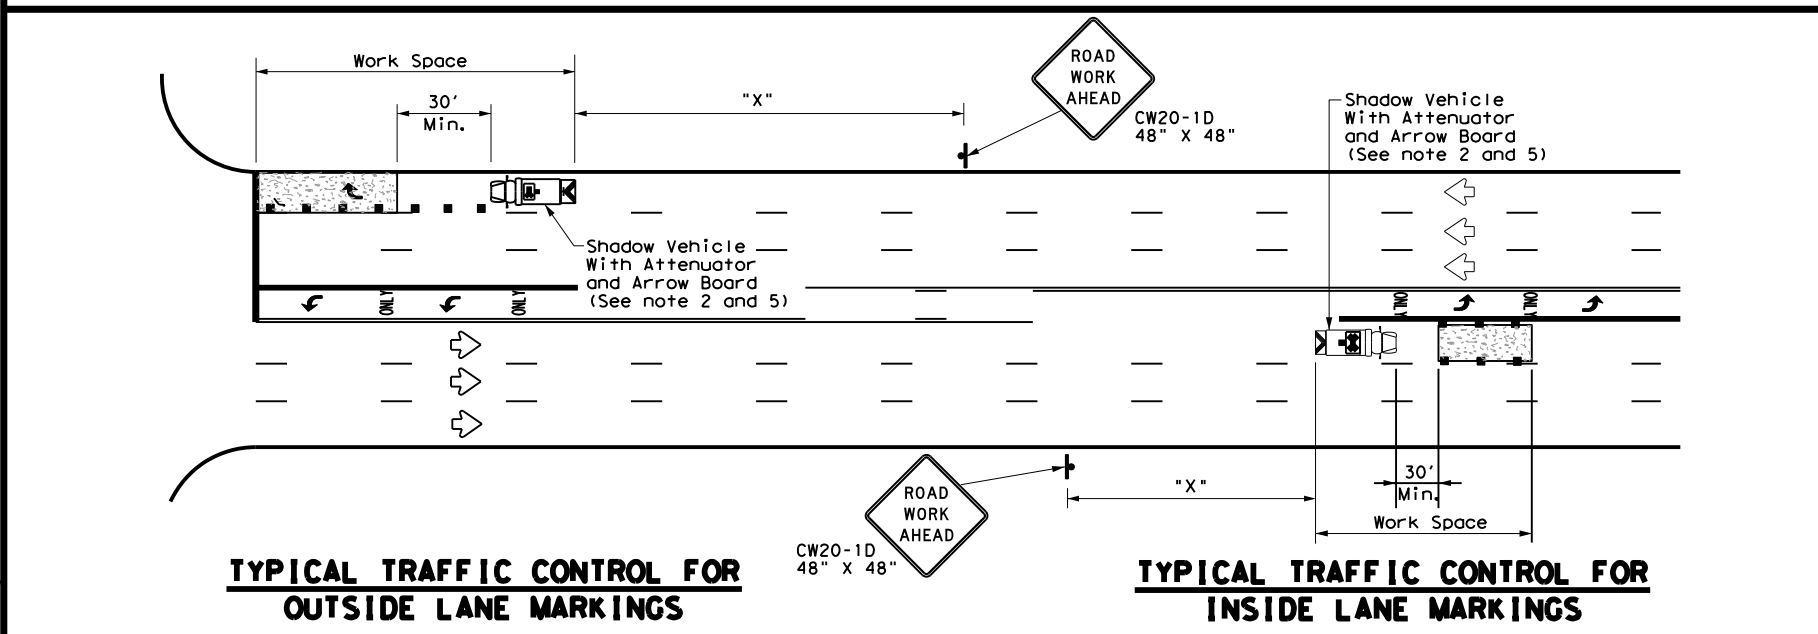 Work Space
30'
Min.
"X"
ROAD
WORK
AHEAD
CW20-1D
48" X 48"
Shadow Vehicle
With Attenuator
and Arrow Board
(See note 2 and 5)
Shadow Vehicle
With Attenuator
and Arrow Board
(See note 2 and 5)
ONLY
ONLY
ONLY
ONLY
ROAD
WORK
AHEAD
CW20-1D
48" X 48"
"X"
30'
Min.
Work Space
TYPICAL TRAFFIC CONTROL FOR
OUTSIDE LANE MARKINGS
TYPICAL TRAFFIC CONTROL FOR
INSIDE LANE MARKINGS